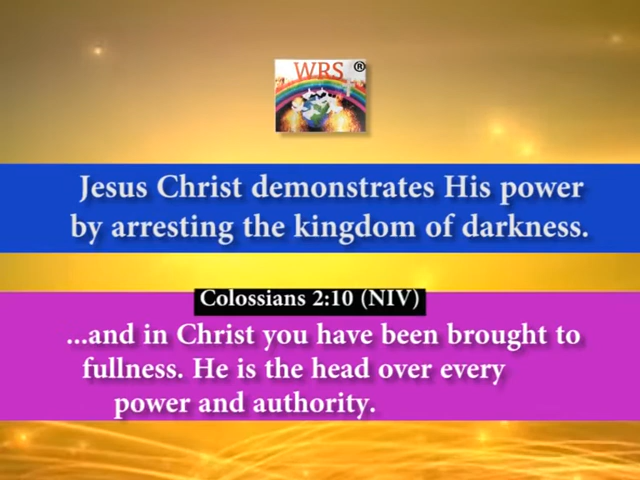 WRS®
Jesus Christ demonstrates His power
by arresting the kingdom of darkness.
Colossians 2:10 (NIV)
...and in Christ you have been brought to
fullness. He is the head over every
power and authority.